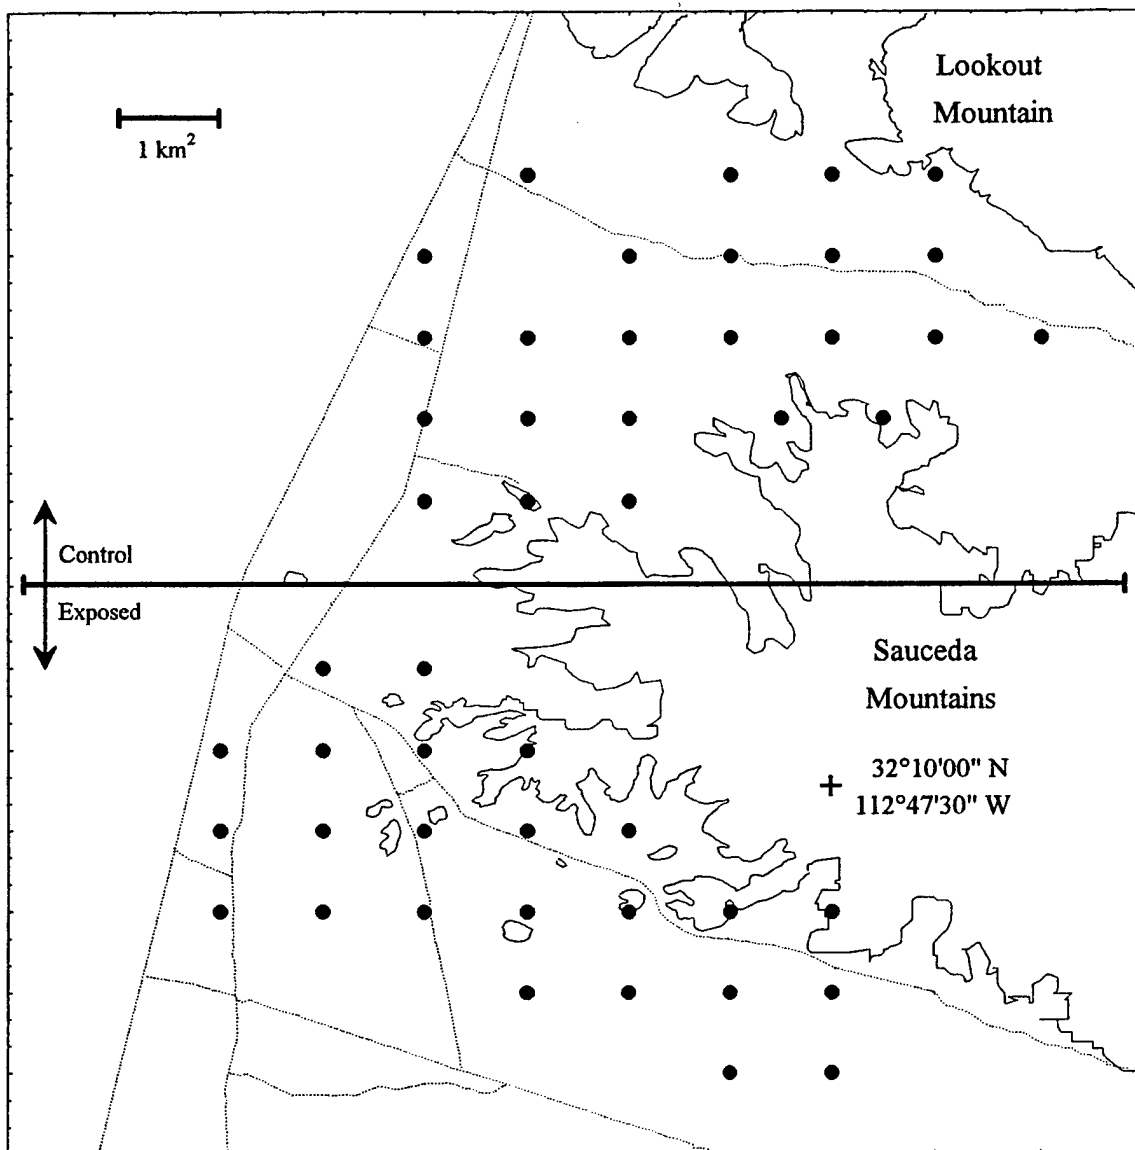 Lookout
Mountain
1 km²
Control
Exposed
Sauceda
Mountains
32°10'00" N
112°47'30" W